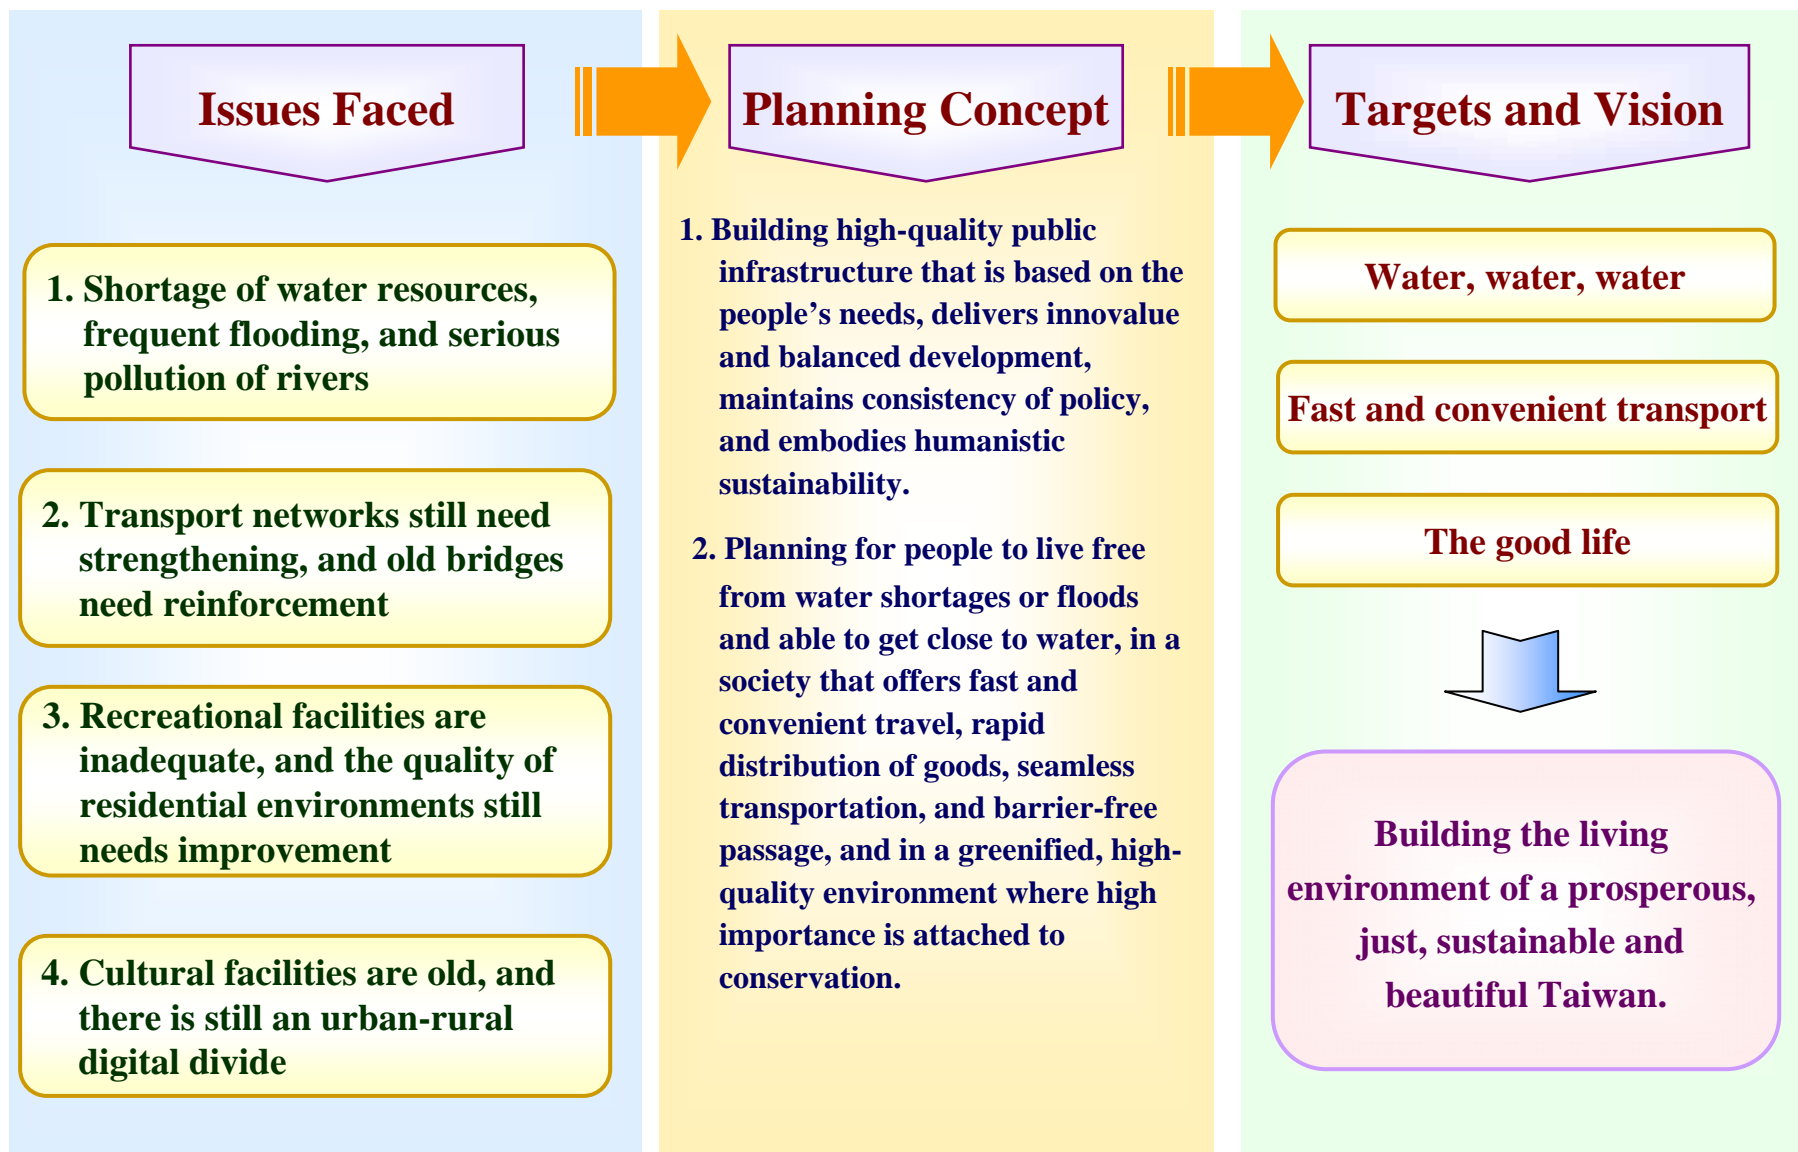 Issues Faced
1. Shortage of water resources,
frequent flooding, and serious
pollution of rivers
2. Transport networks still need
strengthening, and old bridges
need reinforcement
3. Recreational facilities are
inadequate, and the quality of
residential environments still
needs improvement
4. Cultural facilities are old, and
there is still an urban-rural
digital divide
Planning Concept
1. Building high-quality public
infrastructure that is based on the
people’s needs, delivers innovalue
and balanced development,
maintains consistency of policy,
and embodies humanistic
sustainability.
2. Planning for people to live free
from water shortages or floods
and able to get close to water, in a
society that offers fast and
convenient travel, rapid
distribution of goods, seamless
transportation, and barrier-free
passage, and in a greenified, high-
quality environment where high
importance is attached to
conservation.
Targets and Vision
Water, water, water
Fast and convenient transport
The good life
Building the living
environment of a prosperous,
just, sustainable and
beautiful Taiwan.